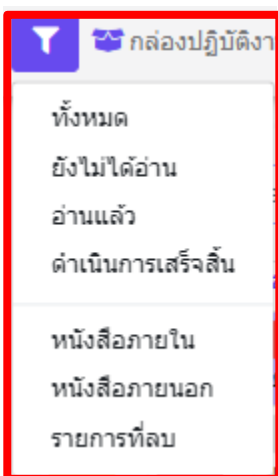 กล่องปฏิบัติงา
ทั้งหมด
ยังไม่ได้อ่าน
อ่านแล้ว
ดำเนินการเสร็จสิ้น
หนังสือภายใน
หนังสือภายนอก
รายการที่ลบ